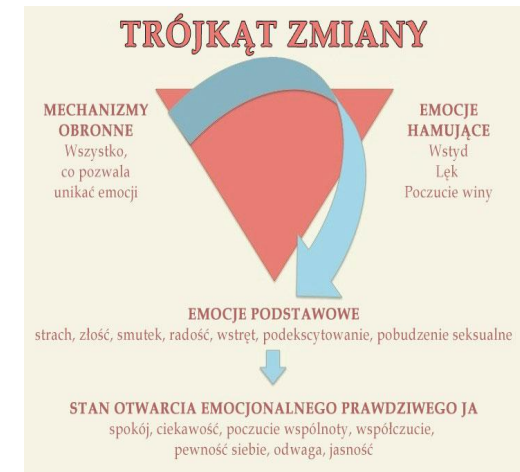 TRÓJKĄT ZMIANY
MECHANIZMY
OBRONNE
Wszystko,
co pozwala
unikać emocji
EMOCJE
HAMUJĄCE
Wstyd
Lęk
Poczucie winy
EMOCJE PODSTAWOWE
strach, złość, smutek, radość, wstręt, podekscytowanie, pobudzenie seksualne
STAN OTWARCIA EMOCJONALNEGO PRAWDZIWEGO JA
spokój, ciekawość, poczucie wspólnoty, współczucie,
pewność siebie, odwaga, jasność